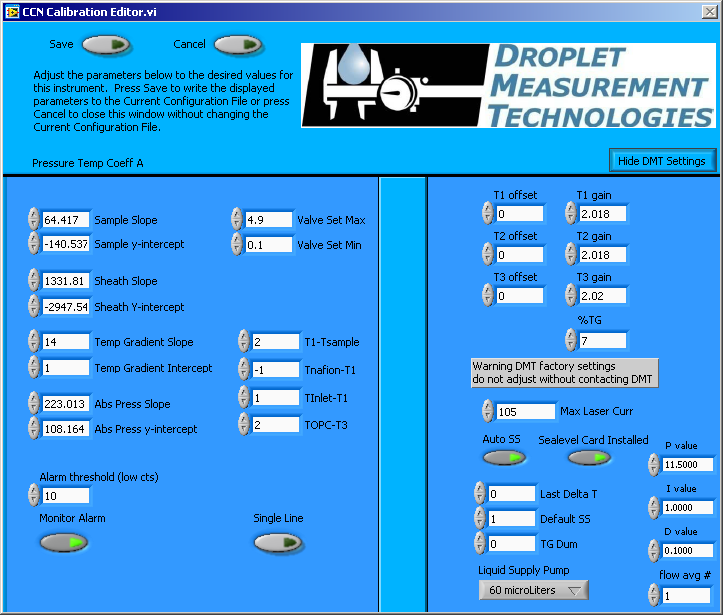 CCN Calibration Editor.vi
Save
Cancel
Adjust the parameters below to the desired values for
this instrument. Press Save to write the displayed
parameters to the Current Configuration File or press
Cancel to close this window without changing the
Current Configuration File.
DROPLET
MEASUREMENT
TECHNOLOGIES
Pressure Temp Coeff A
Hide DMT Settings
64.417 Sample Slope
-140.537 Sample y-intercept
4.9 Valve Set Max
0.1 Valve Set Min
1331.81 Sheath Slope
-2947.54 Sheath Y-intercept
14 Temp Gradient Slope
1 Temp Gradient Intercept
223.013 Abs Press Slope
108.164 Abs Press y-intercept
2 T1-Tsample
-1 Tnafion-T1
1 TInlet-T1
2 TOPC-T3
Alarm threshold (low cts)
10
Monitor Alarm
Single Line
T1 offset T1 gain
0 2.018
T2 offset T2 gain
0 2.018
T3 offset T3 gain
0 2.02
%TG
7
Warning DMT factory settings
do not adjust without contacting DMT
105 Max Laser Curr
Auto SS
Sealevel Card Installed
0 Last Delta T
1 Default SS
0 TG Dum
Liquid Supply Pump
60 microLiters
P value
11.5000
I value
1.0000
D value
0.1000
flow avg #
1